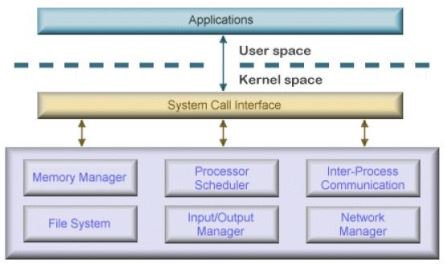 Applications
User space
Kernel space
System Call Interface
Memory Manager
Processor
Scheduler
Inter-Process
Communication
File System
Input/Output
Manager
Network
Manager